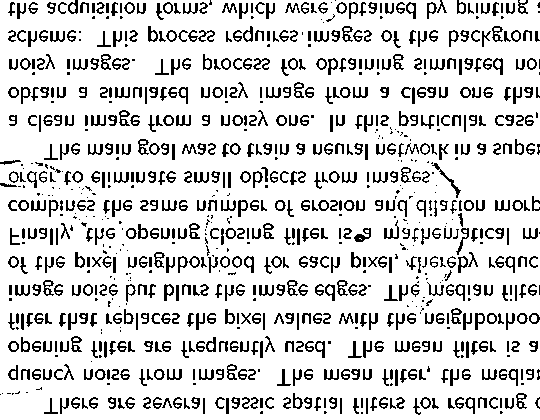 There are several classic spatial filters for reducing
quency noise from images. The mean filter, the median
opening filter are frequently used. The mean filter is a
filter that replaces the pixel values with the neighborhoo
image noise but blurs the image edges. The median filter
of the pixel neighborhood for each pixel, thereby reduc
Finally, the opening closing filter is a mathematical m
combines the same number of erosion and dilation morp
order to eliminate small objects from images.
The main goal was to train a neural network in a supe
a clean image from a noisy one. In this particular case,
obtain a simulated noisy image from a clean one than
noisy images. The process for obtaining simulated noi
scheme: This process requires images of the backgroun
the acquisition forms, which were obtained by printing a